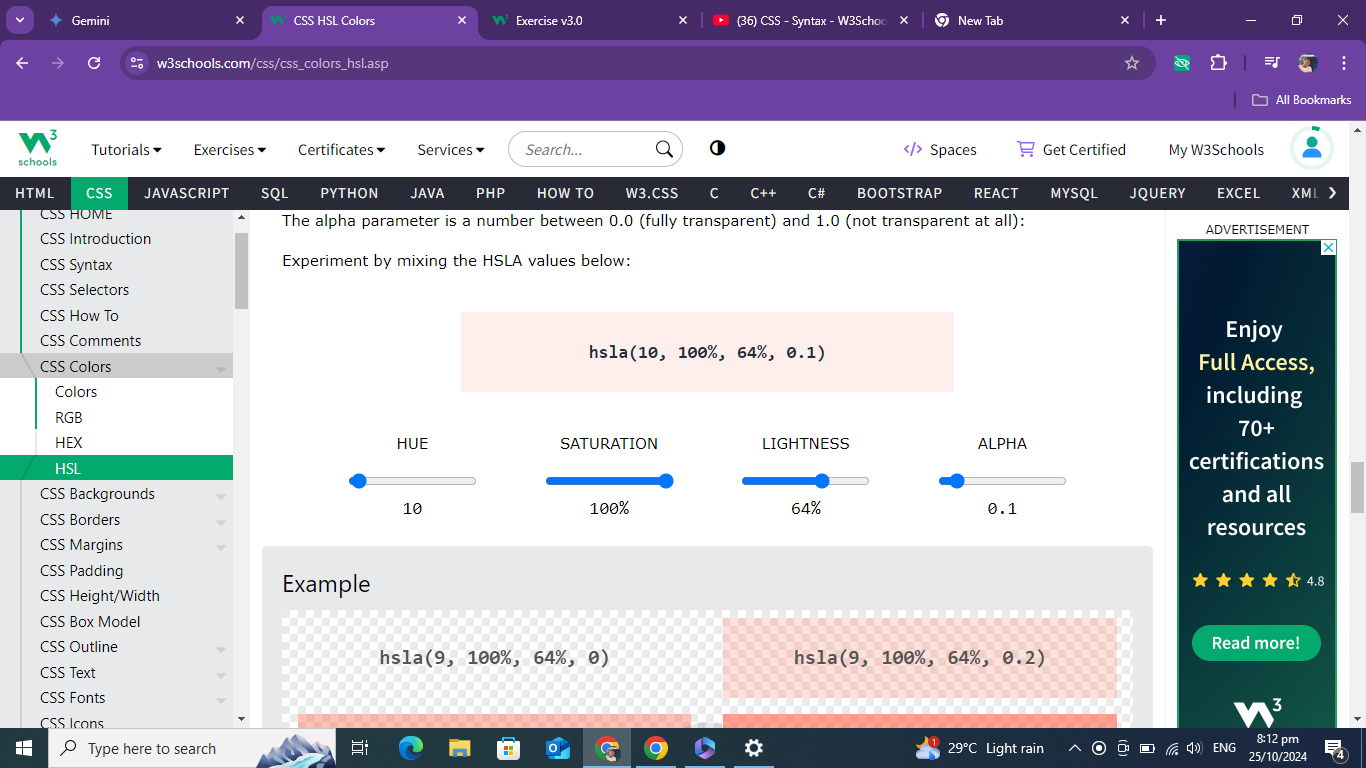 Gemini
CSS HSL Colors
Exercise v3.0
(36) CSS - Syntax - W3Schoo
New Tab
w3schools.com/css/css_colors_hsl.asp
All Bookmarks
W3
schools
Tutorials
Exercises
Certificates
Services
Search...
Spaces
Get Certified
My W3Schools
HTML CSS JAVASCRIPT SQL PYTHON JAVA PHP HOW TO W3.CSS C C++ C# BOOTSTRAP REACT MYSQL JQUERY EXCEL XML
CSS HOME
CSS Introduction
CSS Syntax
CSS Selectors
CSS How To
CSS Comments
CSS Colors
Colors
RGB
HEX
HSL
CSS Backgrounds
CSS Borders
CSS Margins
CSS Padding
CSS Height/Width
CSS Box Model
CSS Outline
CSS Text
CSS Fonts
CSS Icons
The alpha parameter is a number between 0.0 (fully transparent) and 1.0 (not transparent at all):
Experiment by mixing the HSLA values below:
hsla(10, 100%, 64%, 0.1)
HUE SATURATION LIGHTNESS ALPHA
10 100% 64% 0.1
Example
hsla(9, 100%, 64%, 0) hsla(9, 100%, 64%, 0.2)
ADVERTISEMENT
Enjoy
Full Access,
including
70+
certifications
and all
resources
4.8
Read more!
W3
Type here to search
1
29°C Light rain
ENG
8:12 pm
25/10/2024
4